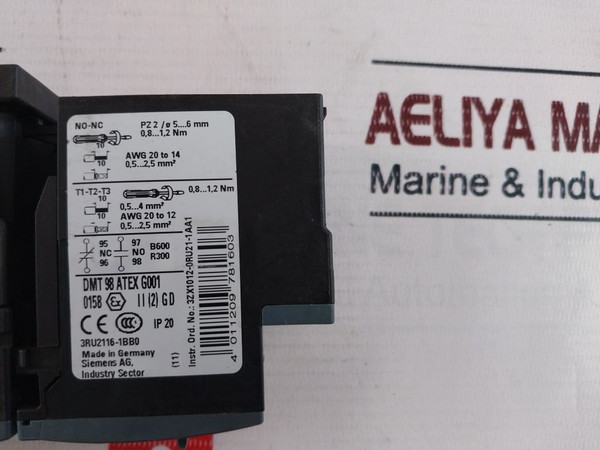 NO-NC
PZ 2 / ø 5...6 mm
0,8...1,2 Nm
10
AWG 20 to 14
10
0,5...2,5 mm²
T1-T2-T3
0,8...1,2 Nm
10
0,5...4 mm²
AWG 20 to 12
10
0,5...2,5 mm²
95 97 B600
NC NO R300
96 98
DMT 98 ATEX G001
0158 Ex II (2) G D
CE CCC IP 20
3RU2116-1BB0
Made in Germany
Siemens AG,
Industry Sector
(11)
Instr. Ord. No.: 3ZX1012-0RU21-1AA1
4 011209 781603
AELIYA MA
Marine & Indu